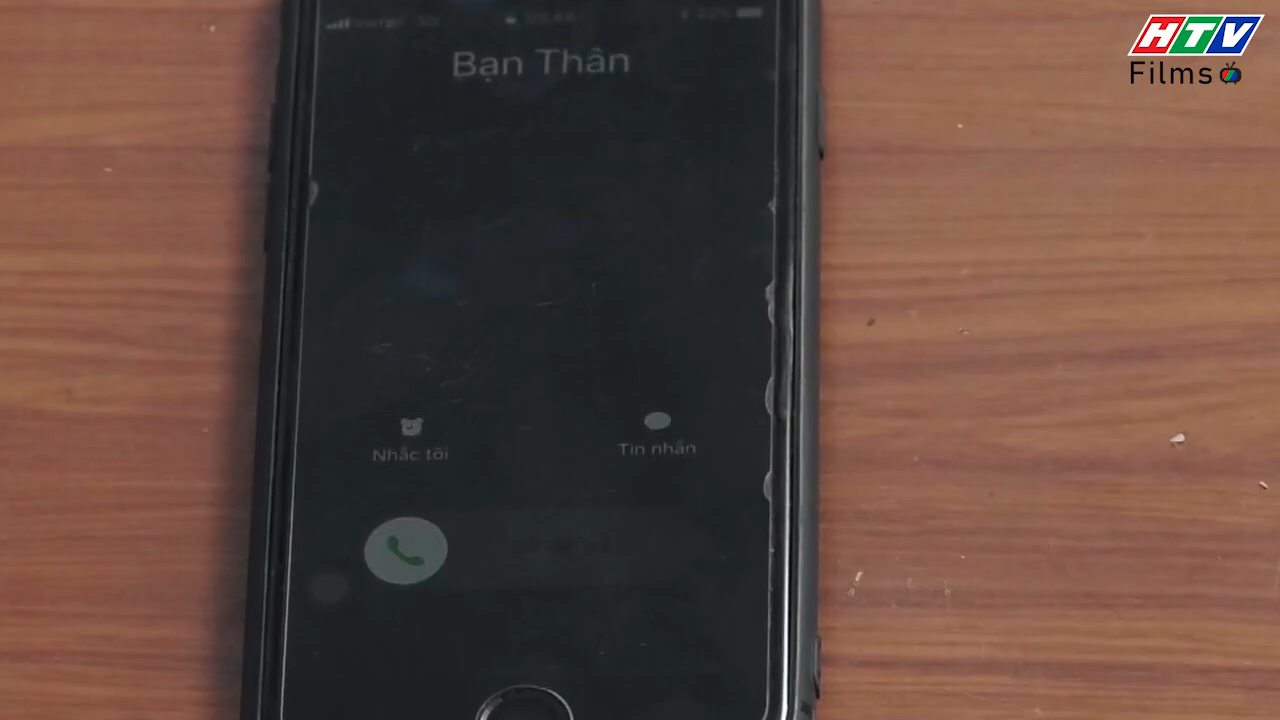 HTV
Films
Bạn Thân
Nhắc tôi
Tin nhắn